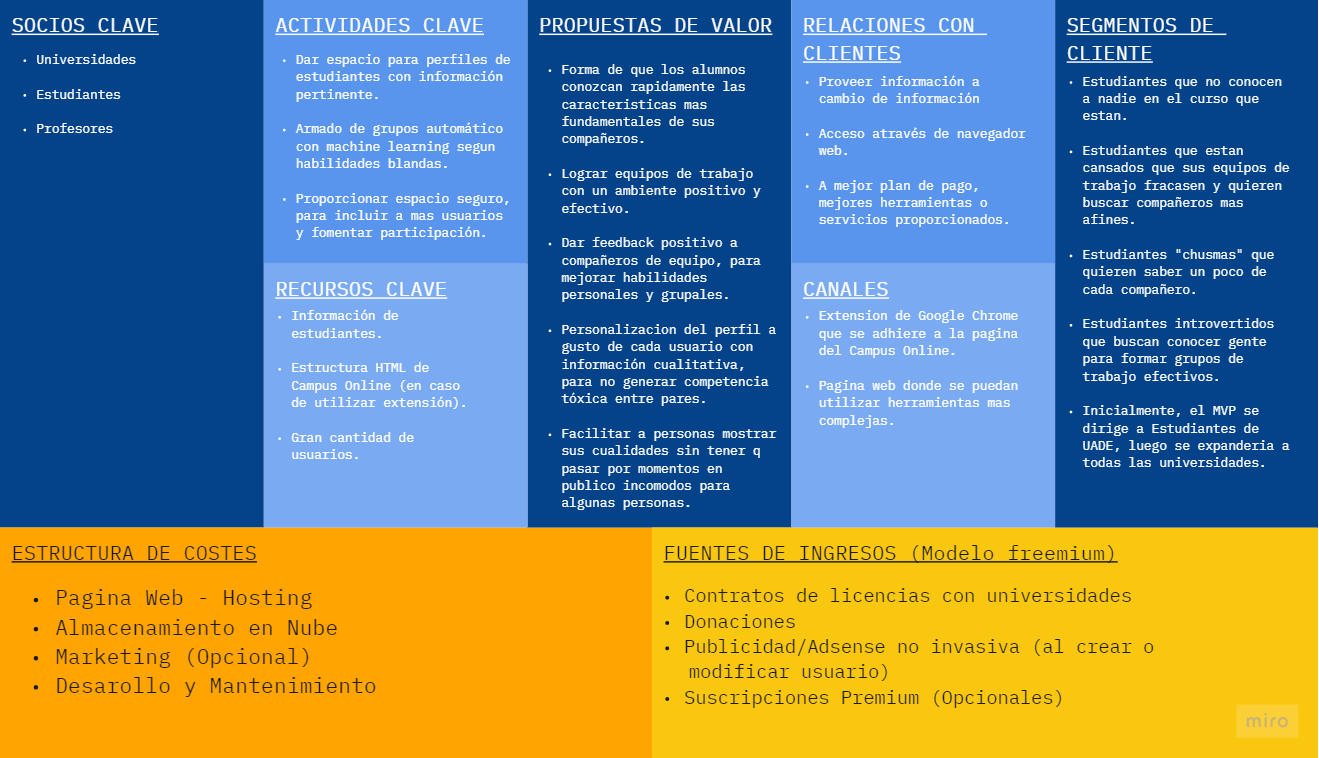 SOCIOS CLAVE
• Universidades
• Estudiantes
• Profesores
ACTIVIDADES CLAVE
• Dar espacio para perfiles de
estudiantes con información
pertinente.
• Armado de grupos automático
con machine learning segun
habilidades blandas.
• Proporcionar espacio seguro,
para incluir a mas usuarios
y fomentar participación.
RECURSOS CLAVE
• Información de
estudiantes.
• Estructura HTML de
Campus Online (en caso
de utilizar extensión).
• Gran cantidad de
usuarios.
PROPUESTAS DE VALOR
• Forma de que los alumnos
conozcan rapidamente las
caracteristicas mas
fundamentales de sus
compañeros.
• Lograr equipos de trabajo
con un ambiente positivo y
efectivo.
• Dar feedback positivo a
compañeros de equipo, para
mejorar habilidades
personales y grupales.
• Personalizacion del perfil a
gusto de cada usuario con
información cualitativa,
para no generar competencia
tóxica entre pares.
• Facilitar a personas mostrar
sus cualidades sin tener q
pasar por momentos en
publico incomodos para
algunas personas.
RELACIONES CON
CLIENTES
• Proveer información a
cambio de información
• Acceso através de navegador
web.
• A mejor plan de pago,
mejores herramientas o
servicios proporcionados.
CANALES
• Extension de Google Chrome
que se adhiere a la pagina
del Campus Online.
• Pagina web donde se puedan
utilizar herramientas mas
complejas.
SEGMENTOS DE
CLIENTE
• Estudiantes que no conocen
a nadie en el curso que
estan.
• Estudiantes que estan
cansados que sus equipos de
trabajo fracasen y quieren
buscar compañeros mas
afines.
• Estudiantes "chusmas" que
quieren saber un poco de
cada compañero.
• Estudiantes introvertidos
que buscan conocer gente
para formar grupos de
trabajo efectivos.
• Inicialmente, el MVP se
dirige a Estudiantes de
UADE, luego se expanderia a
todas las universidades.
ESTRUCTURA DE COSTES
• Pagina Web - Hosting
• Almacenamiento en Nube
• Marketing (Opcional)
• Desarollo y Mantenimiento
FUENTES DE INGRESOS (Modelo freemium)
• Contratos de licencias con universidades
• Donaciones
• Publicidad/Adsense no invasiva (al crear o
modificar usuario)
• Suscripciones Premium (Opcionales)
miro